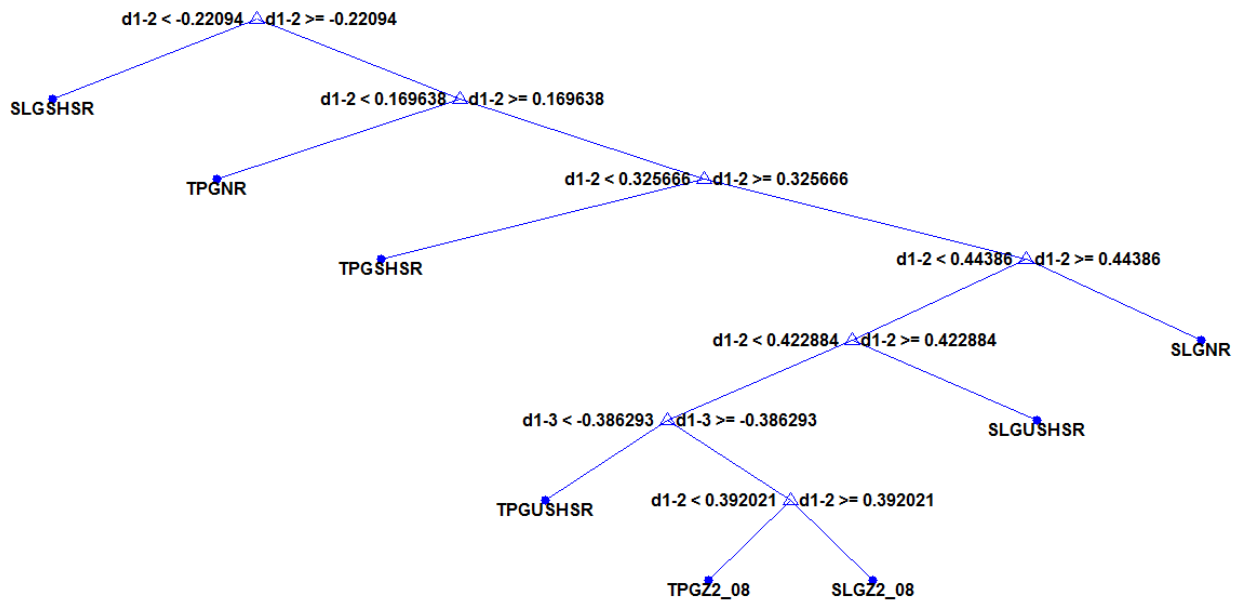 d1-2 < -0.22094 d1-2 >= -0.22094
SLGSHSR
d1-2 < 0.169638 d1-2 >= 0.169638
TPGNR
d1-2 < 0.325666 d1-2 >= 0.325666
TPGSHSR
d1-2 < 0.44386 d1-2 >= 0.44386
d1-2 < 0.422884 d1-2 >= 0.422884
SLGNR
d1-3 < -0.386293 d1-3 >= -0.386293
SLGUSHSR
TPGUSHSR
d1-2 < 0.392021 d1-2 >= 0.392021
TPGZ2_08
SLGZ2_08